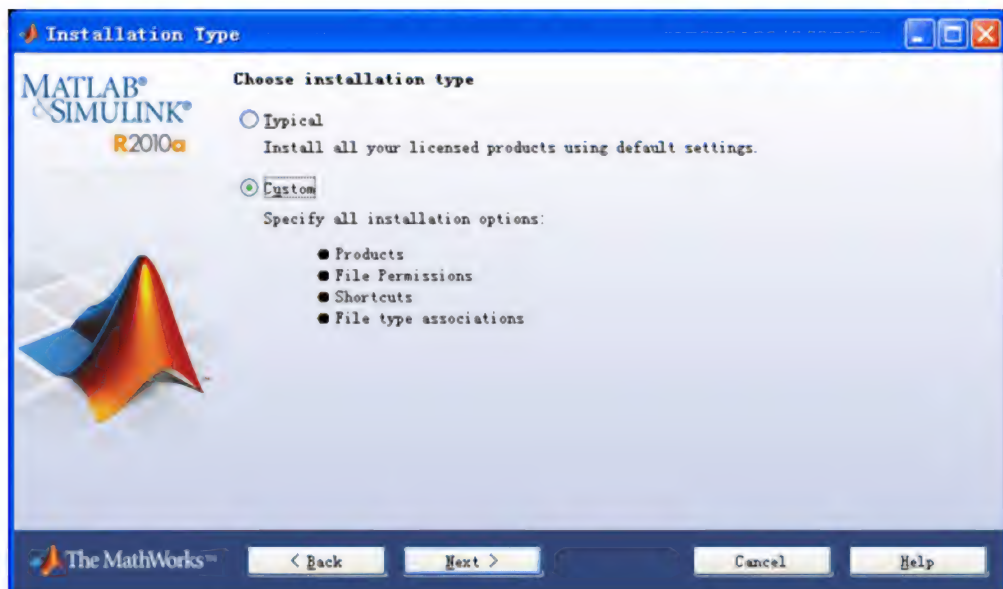 Installation Type
MATLAB®
&SIMULINK®
R2010a
Choose installation type
Typical
Install all your licensed products using default settings.
Custom
Specify all installation options:
● Products
● File Permissions
● Shortcuts
● File type associations
The MathworksTM
< Back
Next >
Cancel
Help